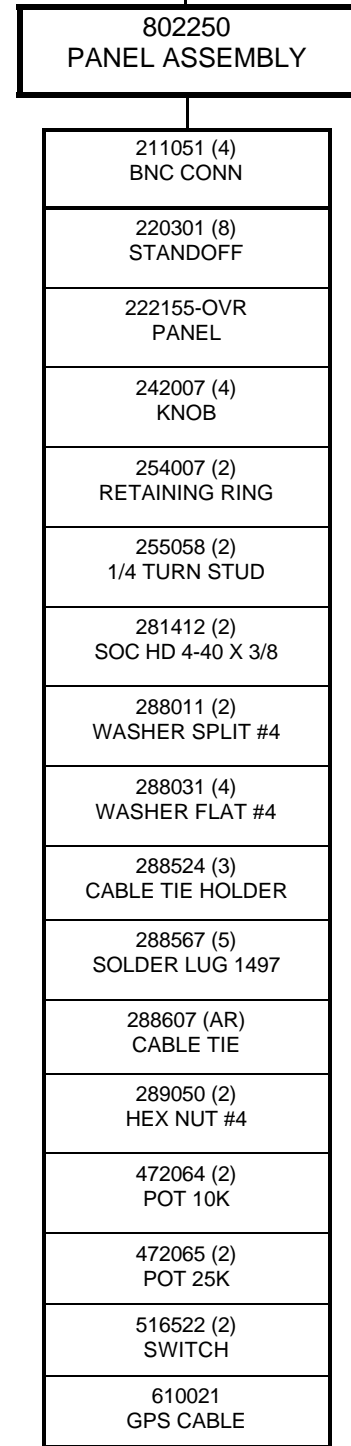 802250
PANEL ASSEMBLY
211051 (4)
BNC CONN
220301 (8)
STANDOFF
222155-OVR
PANEL
242007 (4)
KNOB
254007 (2)
RETAINING RING
255058 (2)
1/4 TURN STUD
281412 (2)
SOC HD 4-40 X 3/8
288011 (2)
WASHER SPLIT #4
288031 (4)
WASHER FLAT #4
288524 (3)
CABLE TIE HOLDER
288567 (5)
SOLDER LUG 1497
288607 (AR)
CABLE TIE
289050 (2)
HEX NUT #4
472064 (2)
POT 10K
472065 (2)
POT 25K
516522 (2)
SWITCH
610021
GPS CABLE